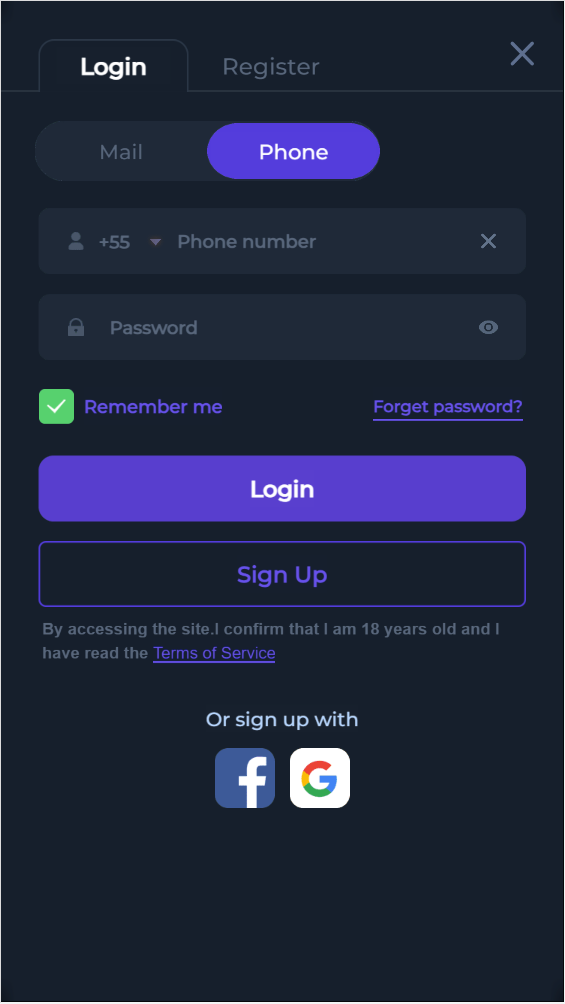 Login Register
Mail Phone
+55 Phone number
Password
Remember me Forget password?
Login
Sign Up
By accessing the site.I confirm that I am 18 years old and I
have read the Terms of Service
Or sign up with